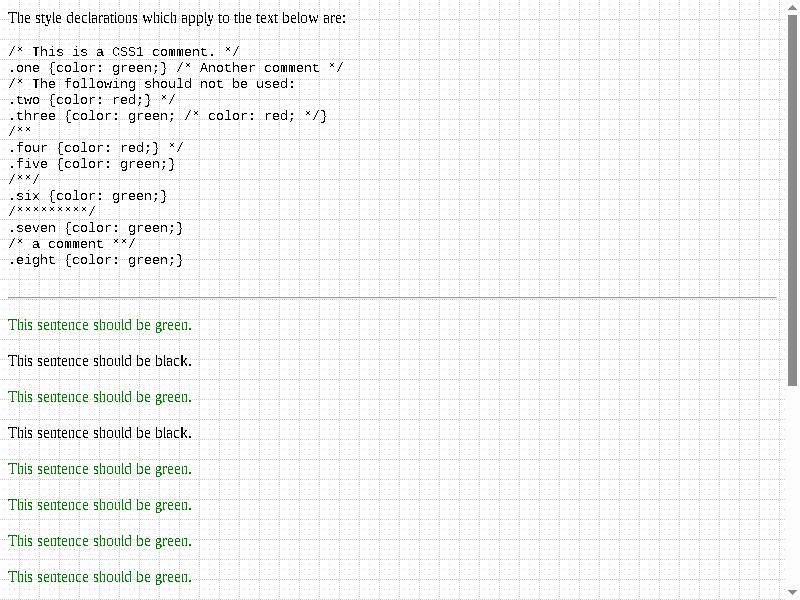 The style declarations which apply to the text below are:
/* This is a CSS1 comment. */
.one {color: green;} /* Another comment */
/* The following should not be used:
.two {color: red;} */
.three {color: green; /* color: red; */}
/**
.four {color: red;} */
.five {color: green;}
/**/
.six {color: green;}
/*********/
.seven {color: green;}
/* a comment **/
.eight {color: green;}
This sentence should be green.
This sentence should be black.
This sentence should be green.
This sentence should be black.
This sentence should be green.
This sentence should be green.
This sentence should be green.
This sentence should be green.